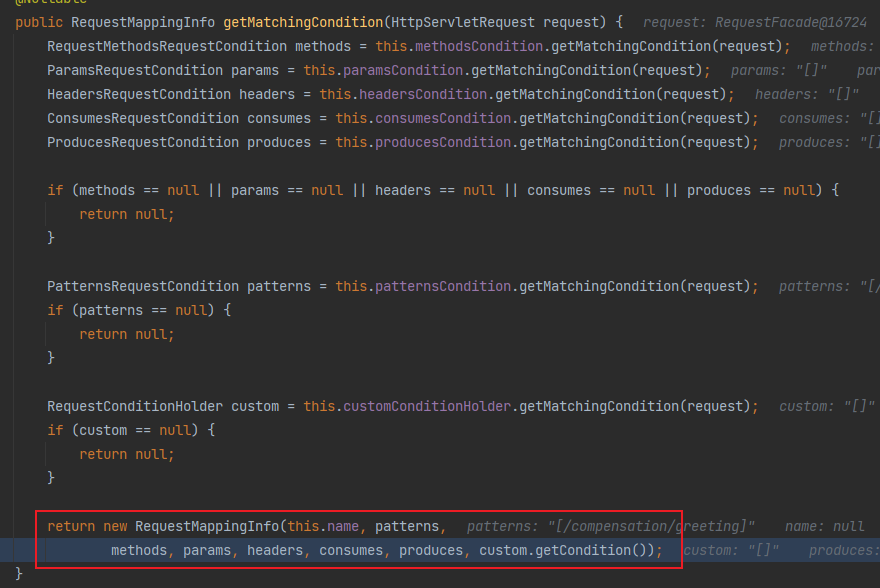 @Nullable
public RequestMappingInfo getMatchingCondition(HttpServletRequest request) {   request: RequestFacade@16724
    RequestMethodsRequestCondition methods = this.methodsCondition.getMatchingCondition(request);   methods:
    ParamsRequestCondition params = this.paramsCondition.getMatchingCondition(request);   params: "[]"    par
    HeadersRequestCondition headers = this.headersCondition.getMatchingCondition(request);   headers: "[]"
    ConsumesRequestCondition consumes = this.consumesCondition.getMatchingCondition(request);   consumes: "[]
    ProducesRequestCondition produces = this.producesCondition.getMatchingCondition(request);   produces: "[]
    if (methods == null || params == null || headers == null || consumes == null || produces == null) {
        return null;
    }
    PatternsRequestCondition patterns = this.patternsCondition.getMatchingCondition(request);   patterns: "[/
    if (patterns == null) {
        return null;
    }
    RequestConditionHolder custom = this.customConditionHolder.getMatchingCondition(request);   custom: "[]"
    if (custom == null) {
        return null;
    }
    return new RequestMappingInfo(this.name, patterns,   patterns: "[/compensation/greeting]"    name: null
            methods, params, headers, consumes, produces, custom.getCondition());   custom: "[]"    produces:
}